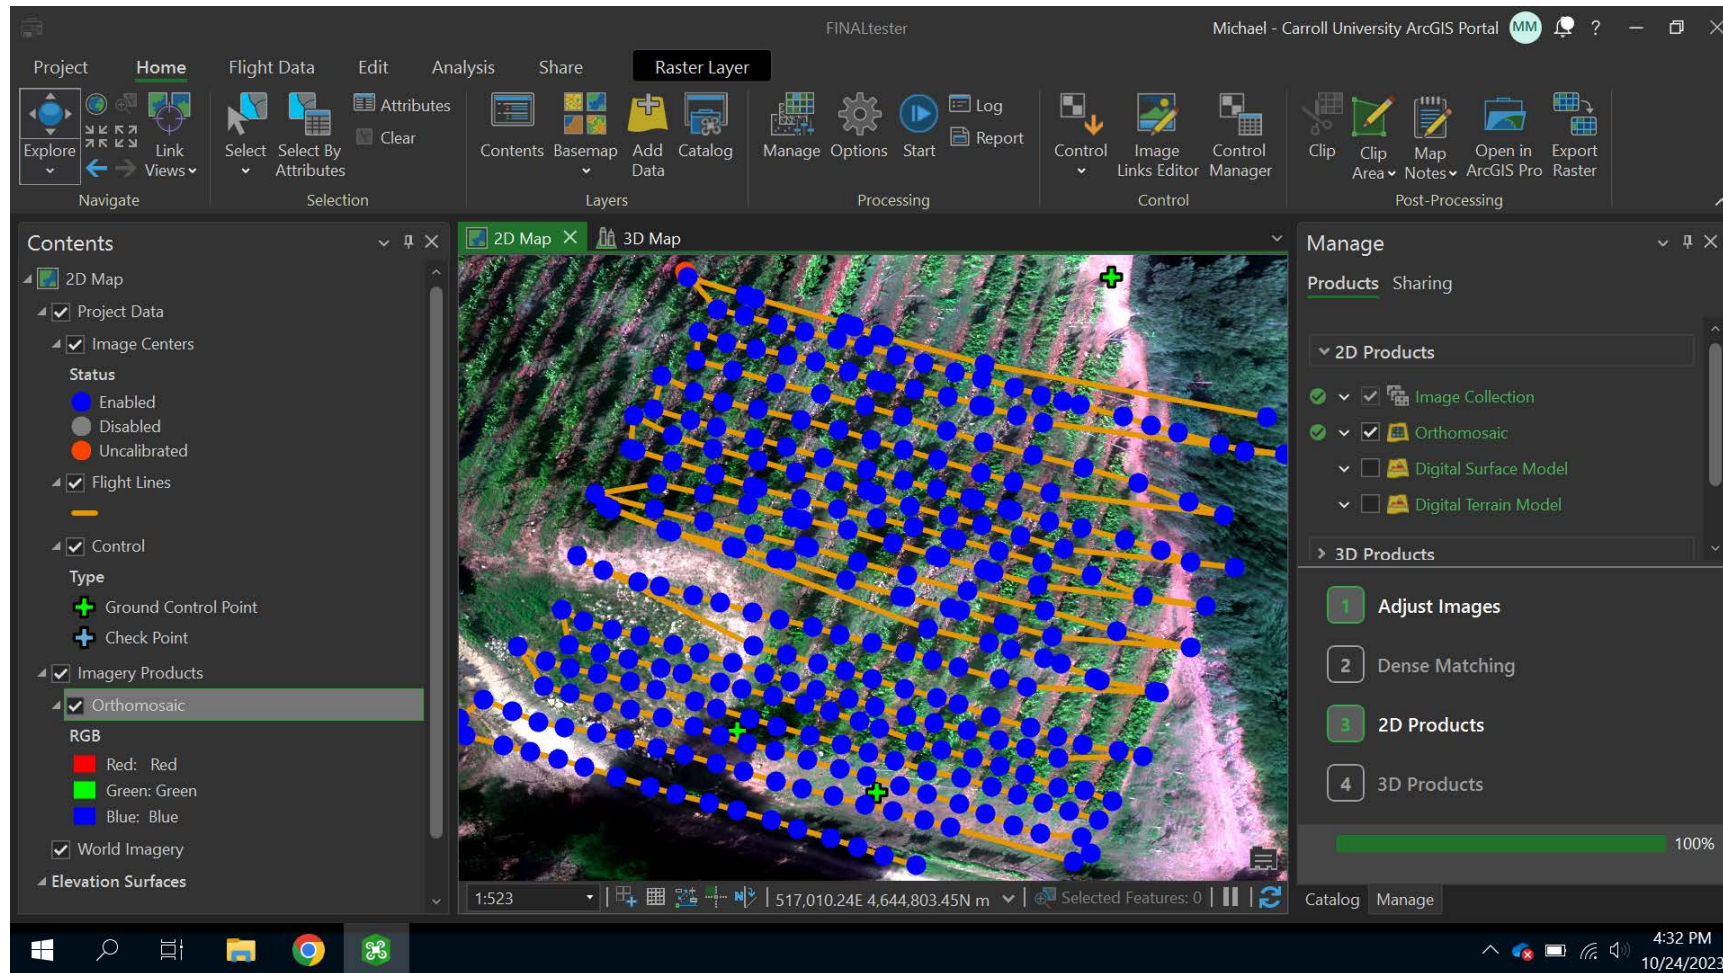 FINALtester
Michael - Carroll University ArcGIS Portal MM ?
Project Home Flight Data Edit Analysis Share Raster Layer
Explore
Link
Views
Navigate
Select
Select By
Attributes
Attributes
Clear
Selection
Contents
Basemap
Add
Data
Catalog
Layers
Manage
Options
Start
Log
Report
Processing
Control
Image
Links Editor
Control
Manager
Control
Clip
Clip
Area
Map
Notes
Open in
ArcGIS Pro
Export
Raster
Post-Processing
Contents
2D Map
Project Data
Image Centers
Status
Enabled
Disabled
Uncalibrated
Flight Lines
Control
Type
Ground Control Point
Check Point
Imagery Products
Orthomosaic
RGB
Red: Red
Green: Green
Blue: Blue
World Imagery
Elevation Surfaces
2D Map
3D Map
1:523
N
517,010.24E 4,644,803.45N m
Selected Features: 0
Manage
Products Sharing
2D Products
Image Collection
Orthomosaic
Digital Surface Model
Digital Terrain Model
3D Products
1 Adjust Images
2 Dense Matching
3 2D Products
4 3D Products
100%
Catalog Manage
4:32 PM
10/24/2023